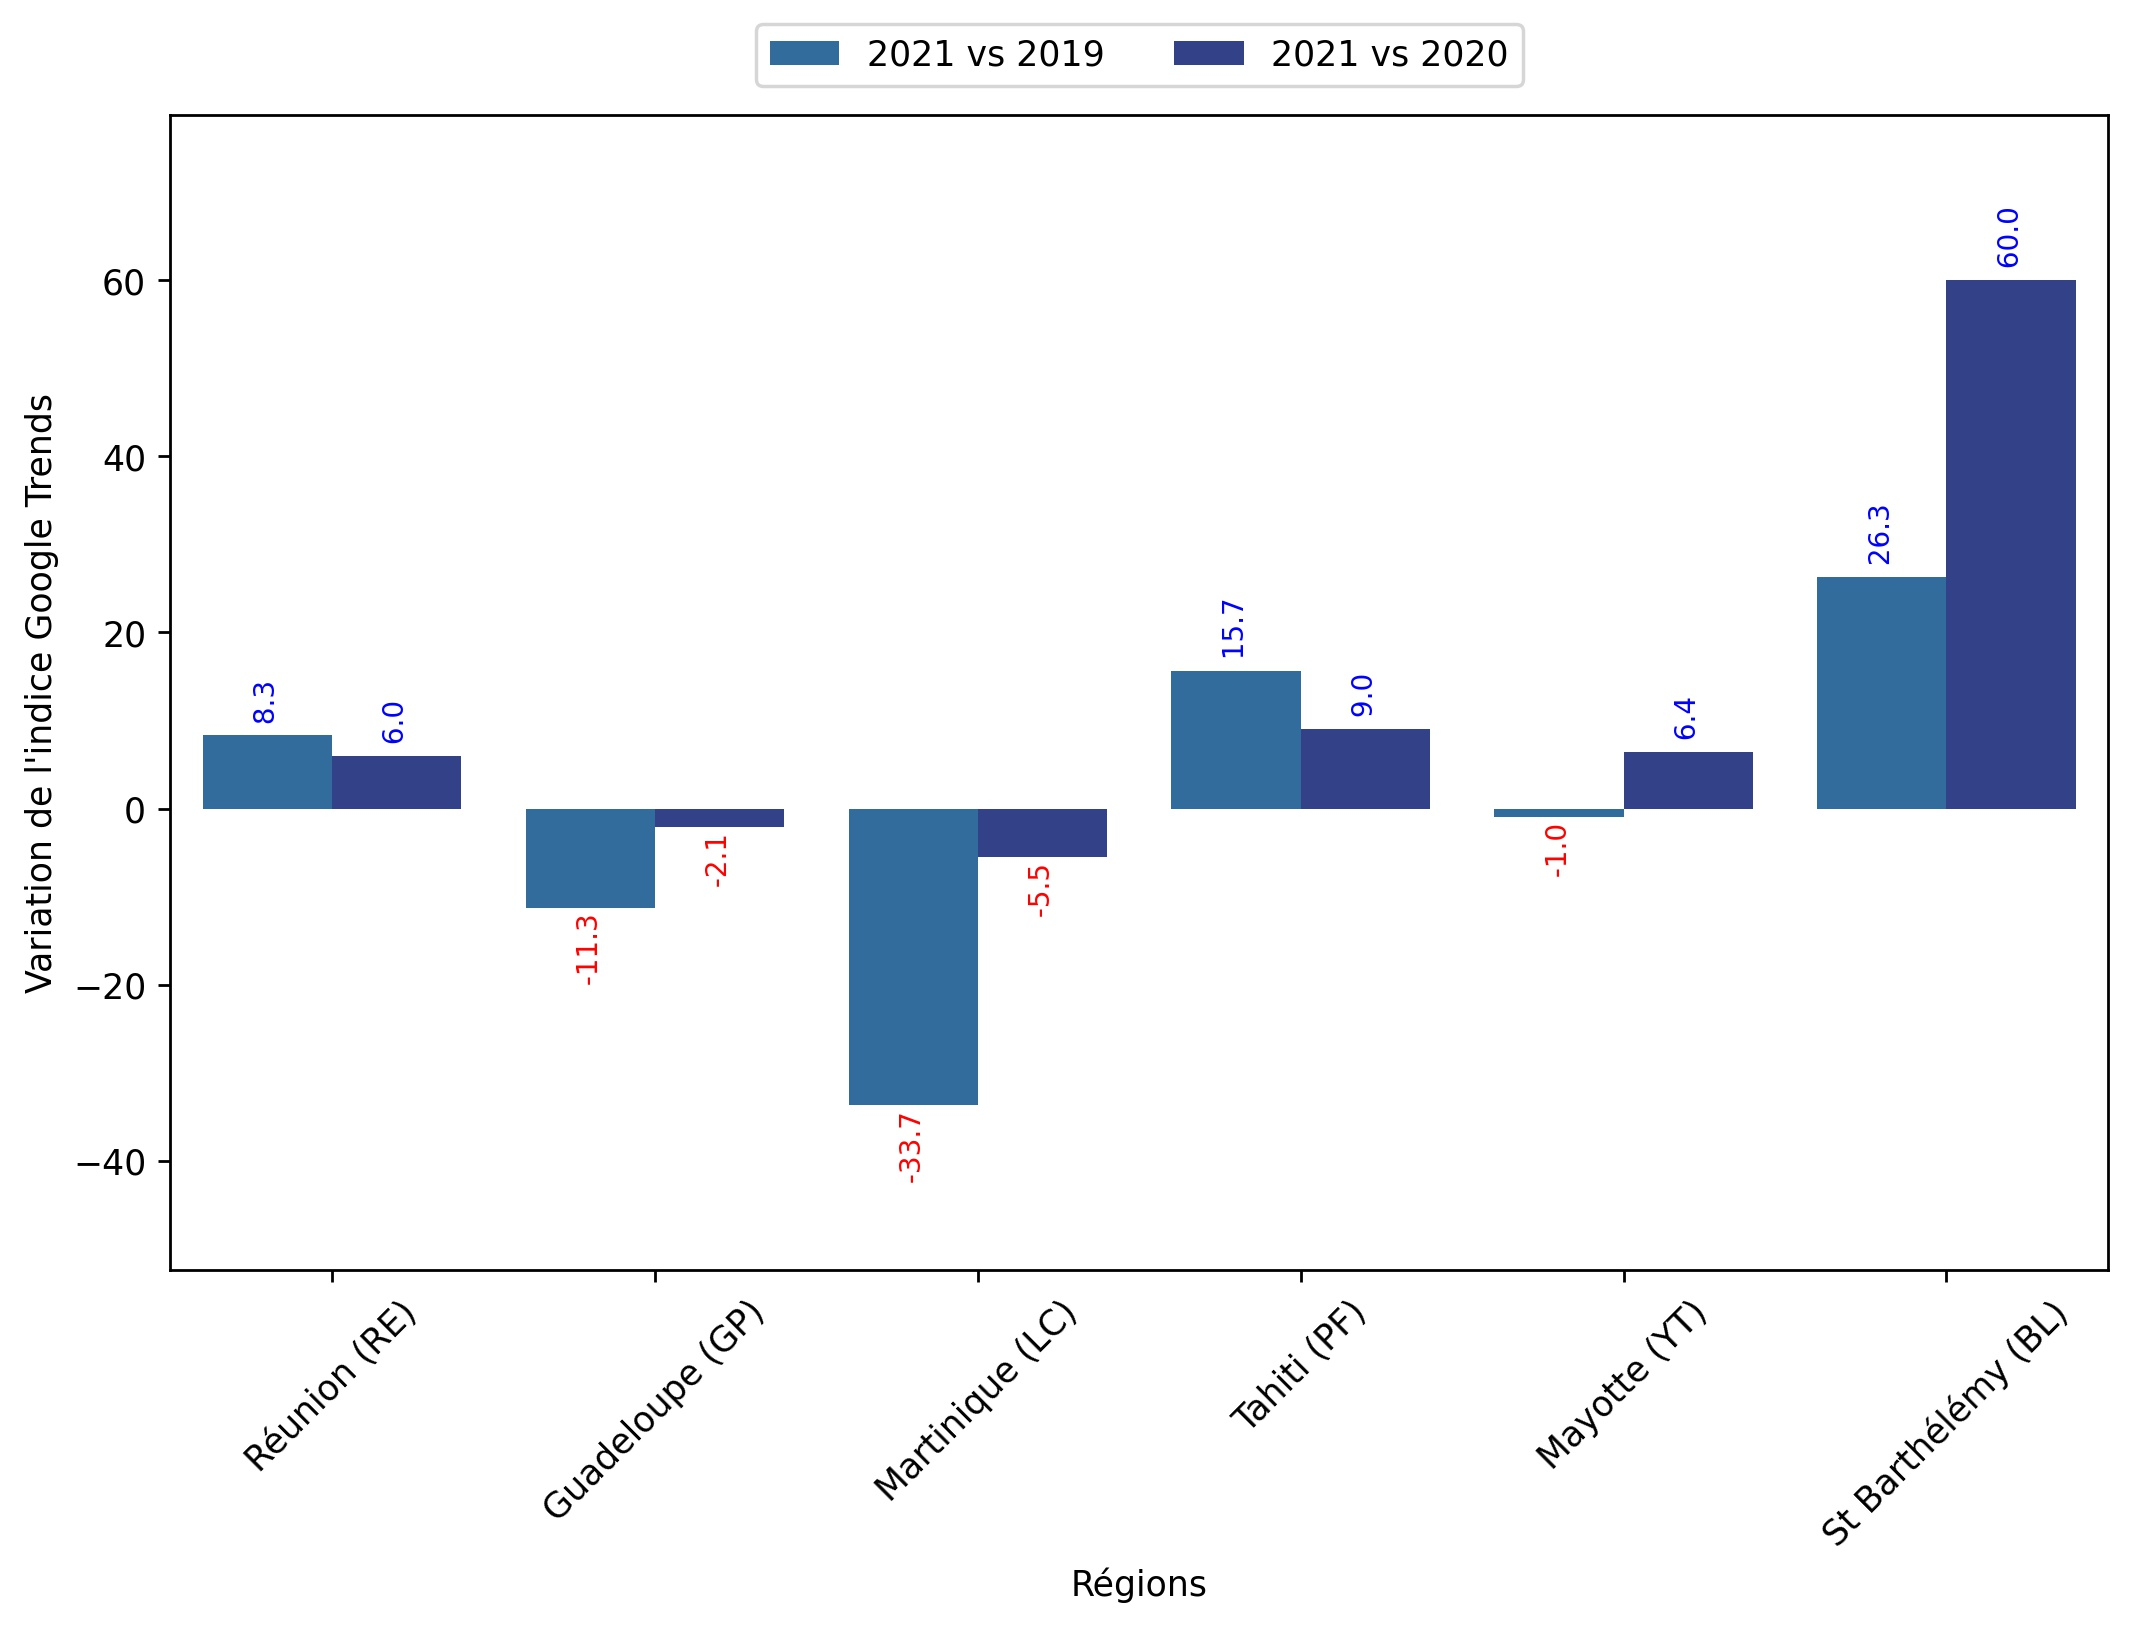 2021 vs 2019
2021 vs 2020
Variation de l'indice Google Trends
60
40
20
0
−20
−40
8.3
6.0
-11.3
-2.1
-33.7
-5.5
15.7
9.0
-1.0
6.4
26.3
60.0
Réunion (RE)
Guadeloupe (GP)
Martinique (LC)
Tahiti (PF)
Mayotte (YT)
St Barthélémy (BL)
Régions